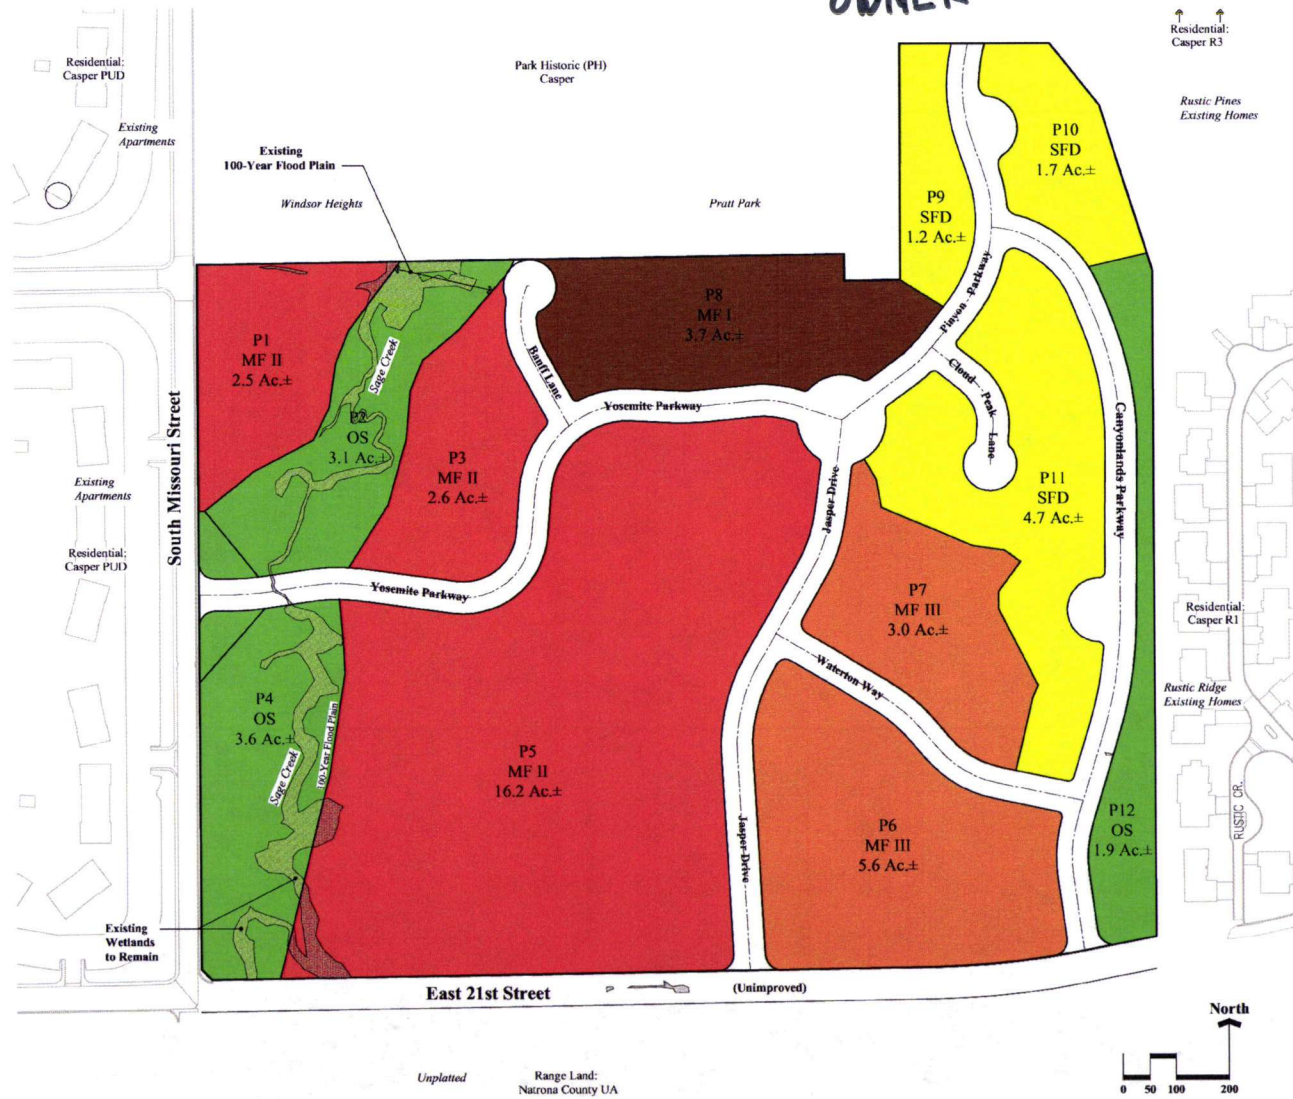 OWNER
Residential:
Casper R3
Residential:
Casper PUD
Park Historic (PH)
Casper
Rustic Pines
Existing Homes
Existing
Apartments
P10
SFD
1.7 Ac.±
Existing
100-Year Flood Plain
Windsor Heights
Pratt Park
P9
SFD
1.2 Ac.±
Pinyon Parkway
P8
MF I
3.7 Ac.±
P1
MF II
2.5 Ac.±
Sage Creek
Banff Lane
Cloud Peak Lane
Yosemite Parkway
P2
OS
3.1 Ac.±
P3
MF II
2.6 Ac.±
South Missouri Street
Canyonlands Parkway
Jasper Drive
P11
SFD
4.7 Ac.±
Existing
Apartments
Residential:
Casper PUD
Yosemite Parkway
P7
MF III
3.0 Ac.±
Residential:
Casper R1
Waterton Way
Rustic Ridge
Existing Homes
P4
OS
3.6 Ac.±
100-Year Flood Plain
Sage Creek
P5
MF II
16.2 Ac.±
RUSTIC CR.
P12
OS
1.9 Ac.±
P6
MF III
5.6 Ac.±
Jasper Drive
Existing
Wetlands
to Remain
East 21st Street
(Unimproved)
North
0 50 100 200
Unplatted
Range Land:
Natrona County UA